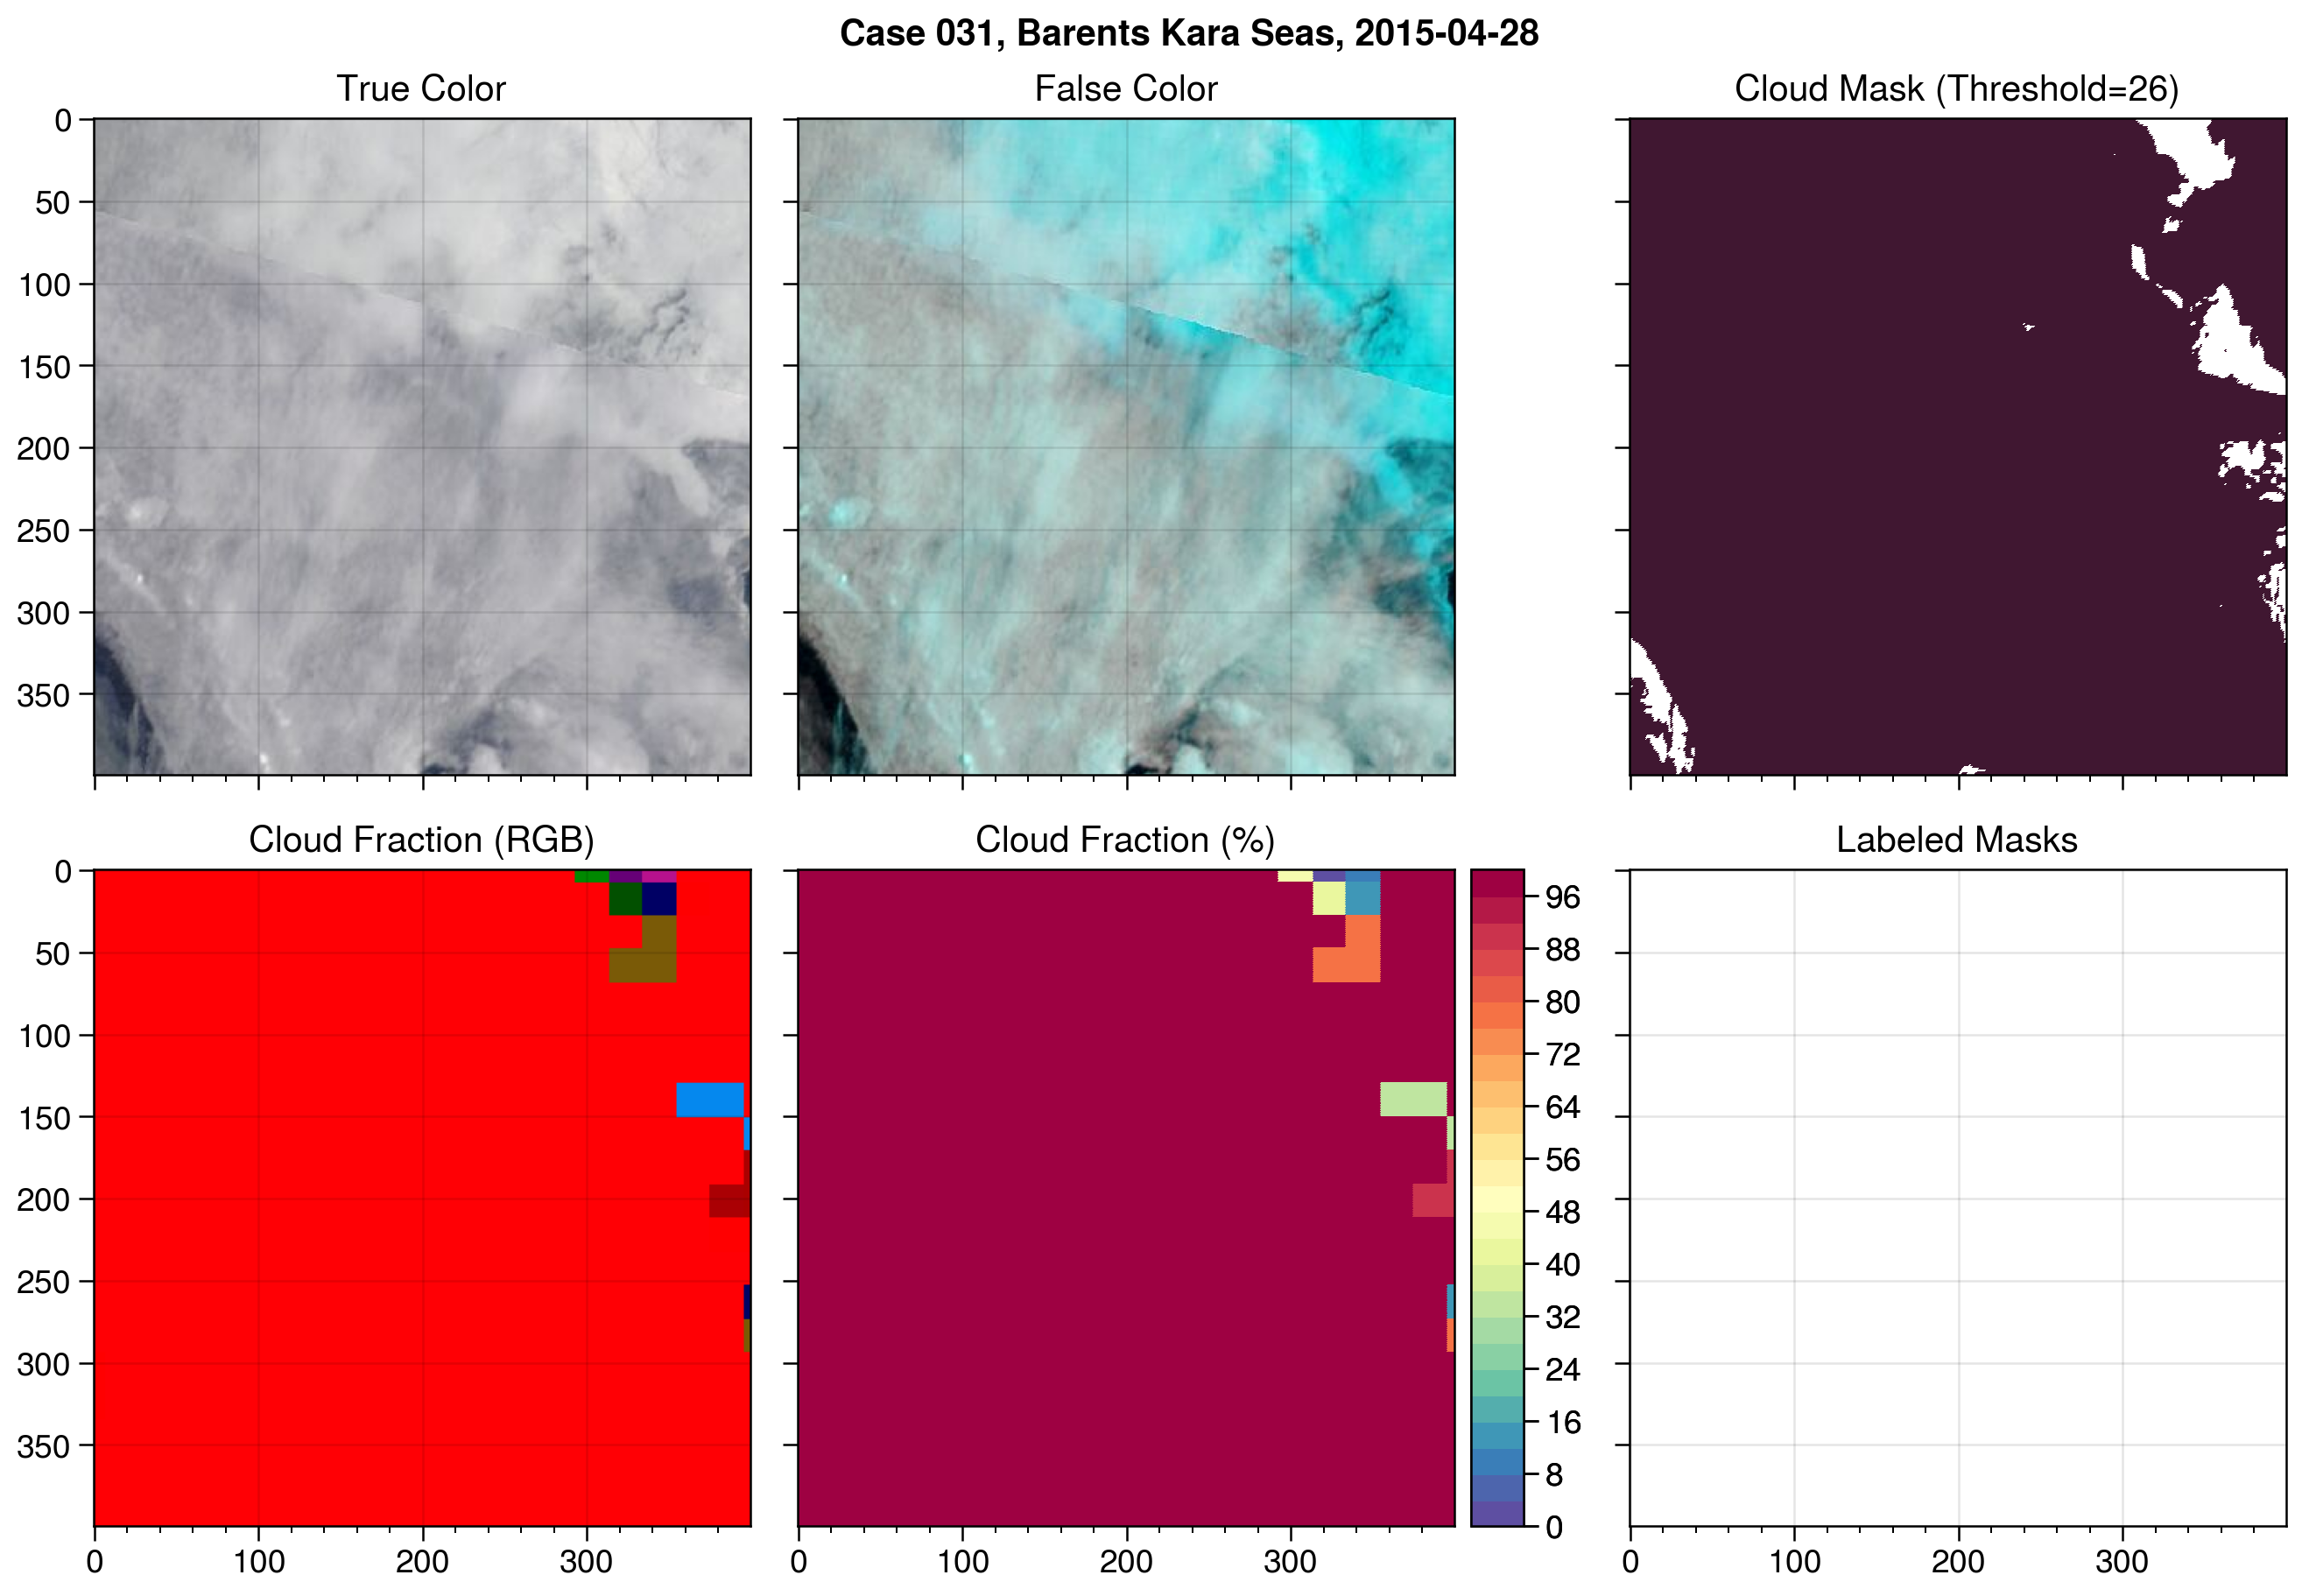 Case 031, Barents Kara Seas, 2015-04-28
True Color
False Color
Cloud Mask (Threshold=26)
0
50
100
150
200
250
300
350
Cloud Fraction (RGB)
Cloud Fraction (%)
Labeled Masks
0
50
100
150
200
250
300
350
96
88
80
72
64
56
48
40
32
24
16
8
0
0 100 200 300
0 100 200 300
0 100 200 300